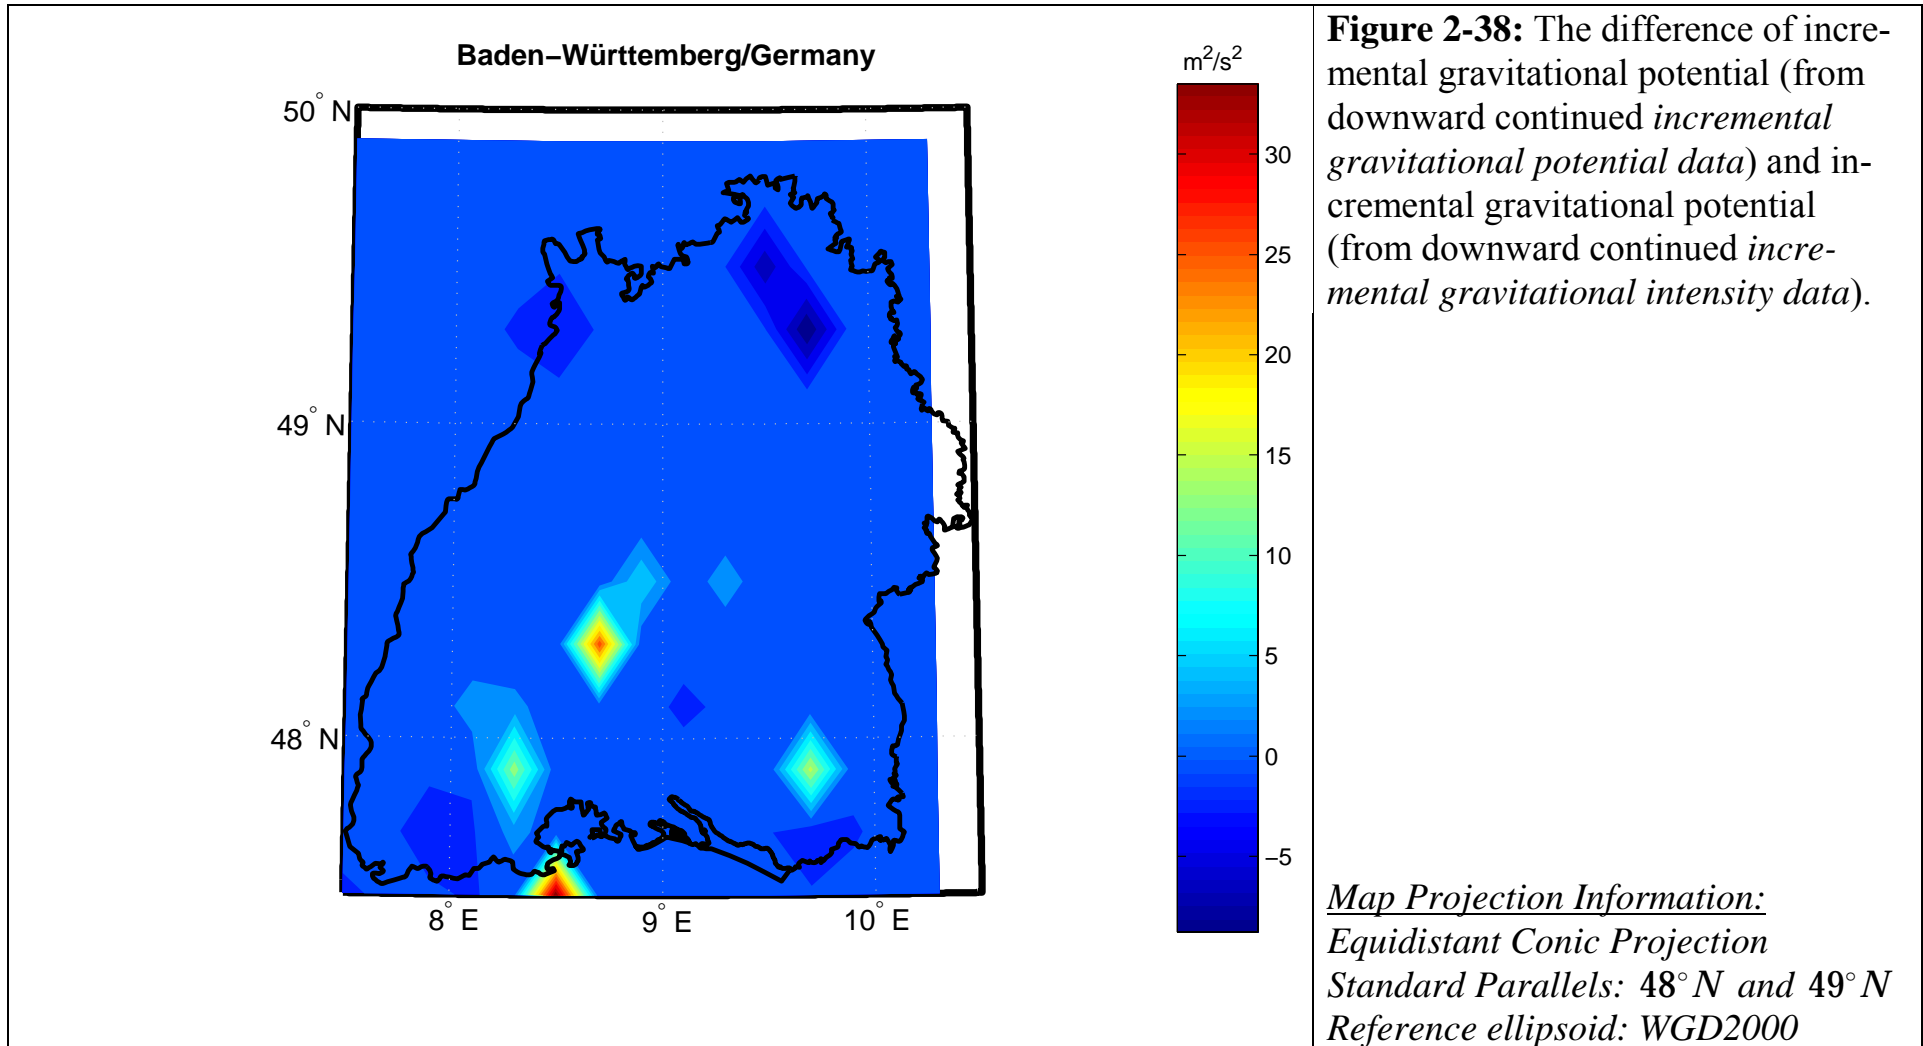 Baden–Württemberg/Germany
50° N
49° N
48° N
8° E
9° E
10° E
m²/s²
30
25
20
15
10
5
0
–5
Figure 2-38: The difference of incre-
mental gravitational potential (from
downward continued incremental
gravitational potential data) and in-
cremental gravitational potential
(from downward continued incre-
mental gravitational intensity data).
Map Projection Information:
Equidistant Conic Projection
Standard Parallels: 48°N and 49°N
Reference ellipsoid: WGD2000